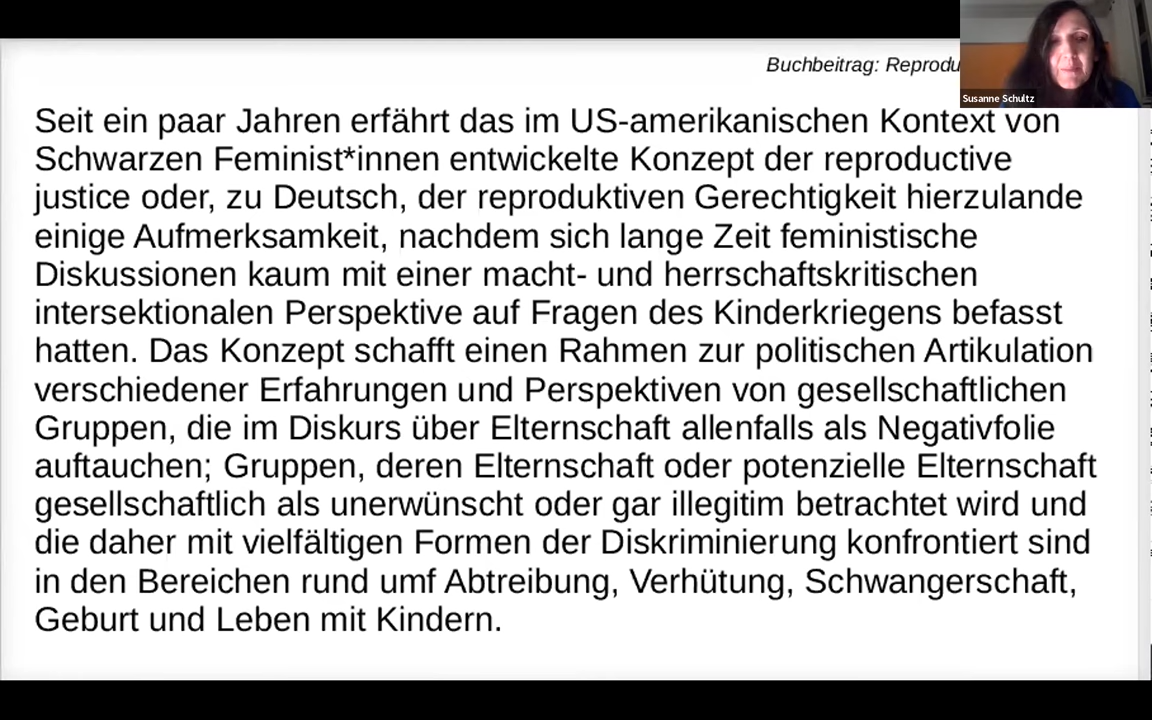 Buchbeitrag: Reprodu
Susanne Schultz
Seit ein paar Jahren erfährt das im US-amerikanischen Kontext von
Schwarzen Feminist*innen entwickelte Konzept der reproductive
justice oder, zu Deutsch, der reproduktiven Gerechtigkeit hierzulande
einige Aufmerksamkeit, nachdem sich lange Zeit feministische
Diskussionen kaum mit einer macht- und herrschaftskritischen
intersektionalen Perspektive auf Fragen des Kinderkriegens befasst
hatten. Das Konzept schafft einen Rahmen zur politischen Artikulation
verschiedener Erfahrungen und Perspektiven von gesellschaftlichen
Gruppen, die im Diskurs über Elternschaft allenfalls als Negativfolie
auftauchen; Gruppen, deren Elternschaft oder potenzielle Elternschaft
gesellschaftlich als unerwünscht oder gar illegitim betrachtet wird und
die daher mit vielfältigen Formen der Diskriminierung konfrontiert sind
in den Bereichen rund umf Abtreibung, Verhütung, Schwangerschaft,
Geburt und Leben mit Kindern.